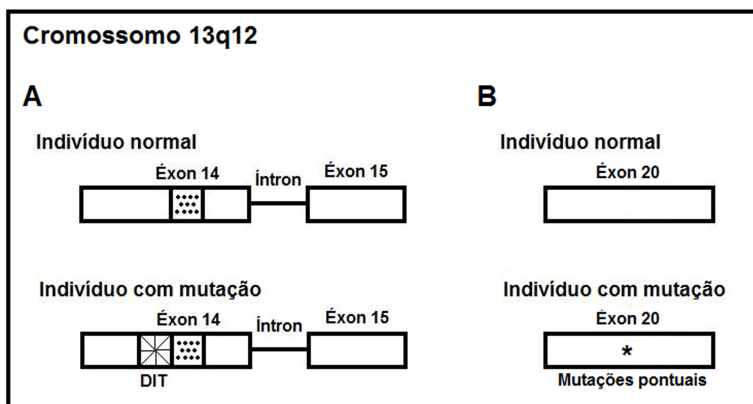 Cromossomo 13q12
A
Indivíduo normal
Éxon 14
Íntron
Éxon 15
Indivíduo com mutação
Éxon 14
Íntron
Éxon 15
DIT
B
Indivíduo normal
Éxon 20
Indivíduo com mutação
Éxon 20
*
Mutações pontuais